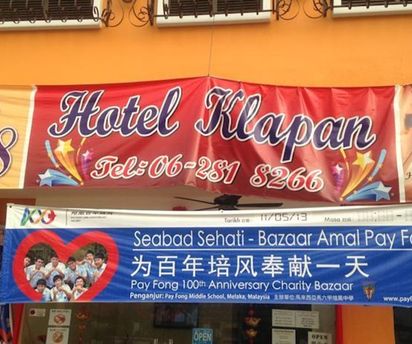 Hotel Klapan
Tel: 06-281 8266
100
Tarikh 11/05/13 Masa
Seabad Sehati - Bazaar Amal Pay F
为百年培风奉献一天
Pay Fong 100th Anniversary Charity Bazaar
Penganjur: Pay Fong Middle School, Melaka, Malaysia
OPEN
8